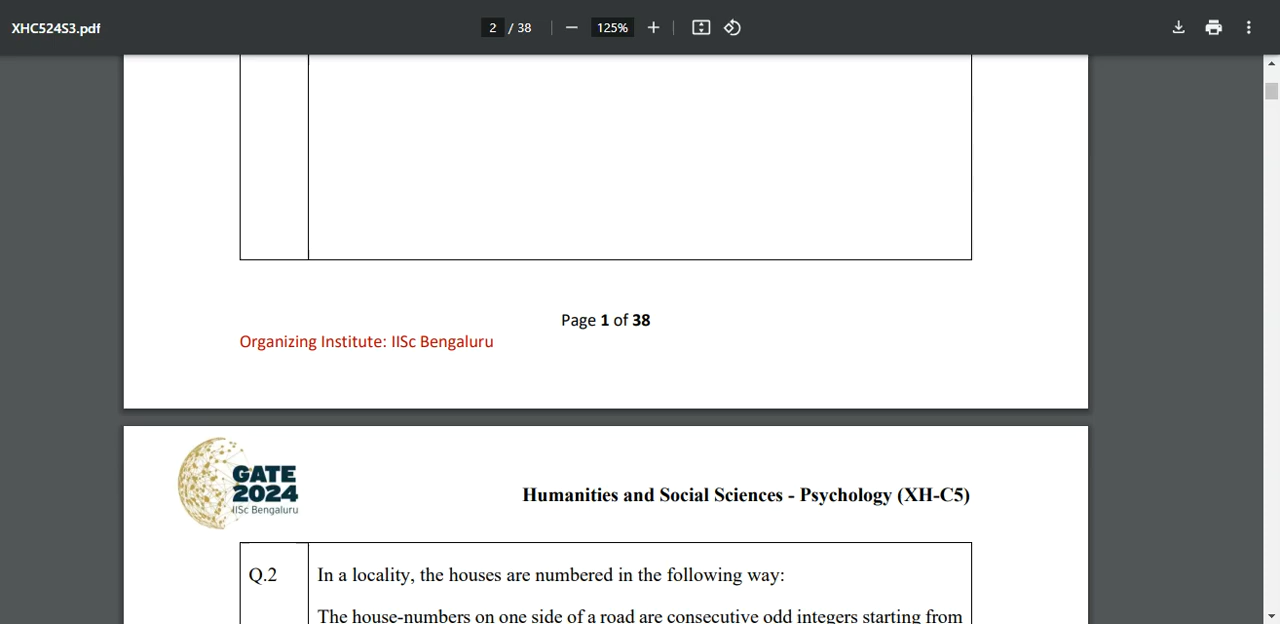 XHC524S3.pdf
2 / 38
125%
Page 1 of 38
Organizing Institute: IISc Bengaluru
GATE
2024
IISc Bengaluru
Humanities and Social Sciences - Psychology (XH-C5)
Q.2 In a locality, the houses are numbered in the following way:
The house-numbers on one side of a road are consecutive odd integers starting from